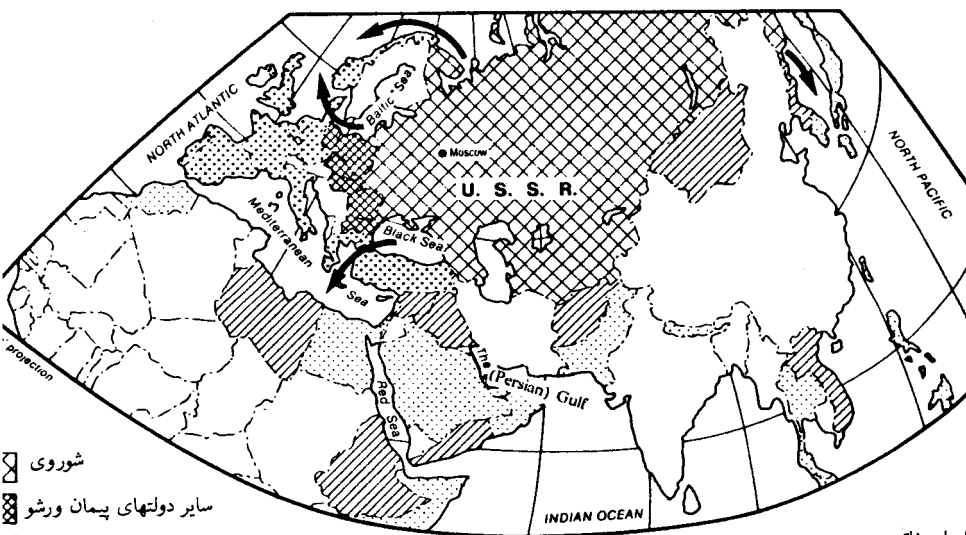 NORTH ATLANTIC
Baltic Sea
Moscow
U. S. S. R.
NORTH PACIFIC
Mediterranean
Sea
Black Sea
projection
Red Sea
The (Persian) Gulf
INDIAN OCEAN
شوروی
سایر دولتهای پیمان ورشو